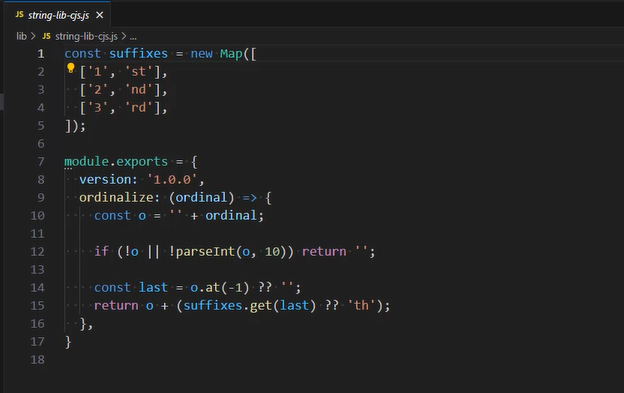 JS string-lib-cjs.js ×
lib > JS string-lib-cjs.js > ...
1 const suffixes = new Map([
2   ['1', 'st'],
3   ['2', 'nd'],
4   ['3', 'rd'],
5 ]);
6
7 module.exports = {
8   version: '1.0.0',
9   ordinalize: (ordinal) => {
10     const o = '' + ordinal;
11
12     if (!o || !parseInt(o, 10)) return '';
13
14     const last = o.at(-1) ?? '';
15     return o + (suffixes.get(last) ?? 'th');
16   },
17 }
18